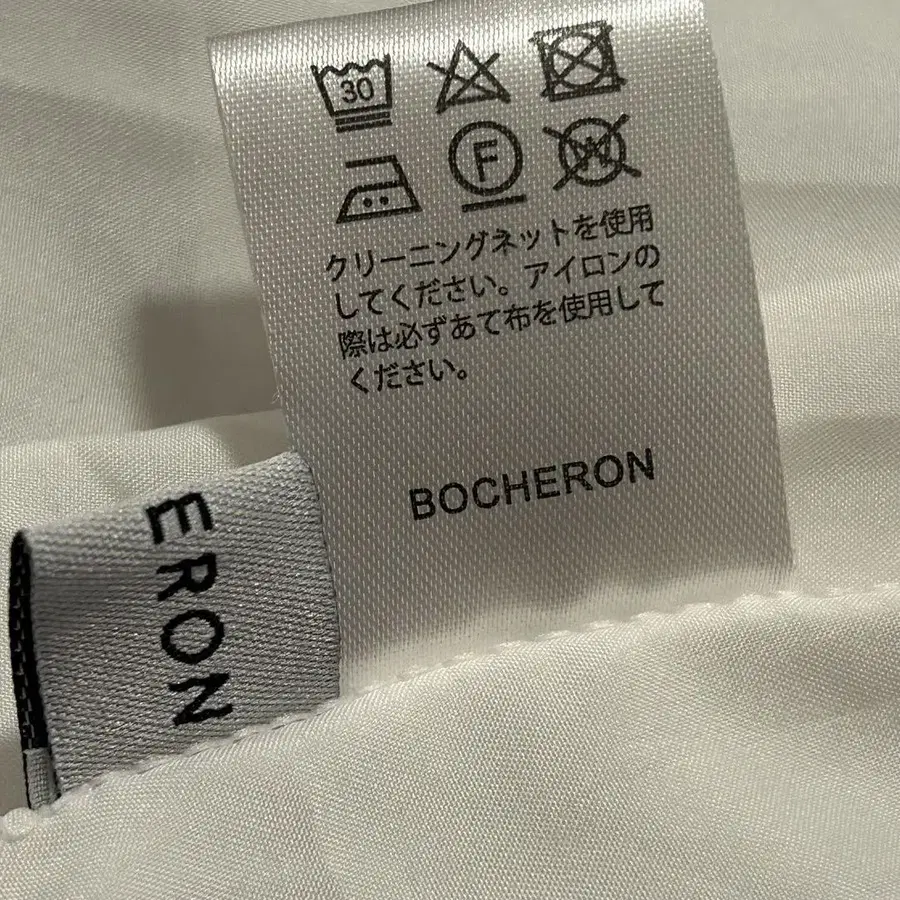 30
F
W
クリーニングネットを使用
してください。アイロンの
際は必ずあて布を使用して
ください。
BOCHERON
ERON